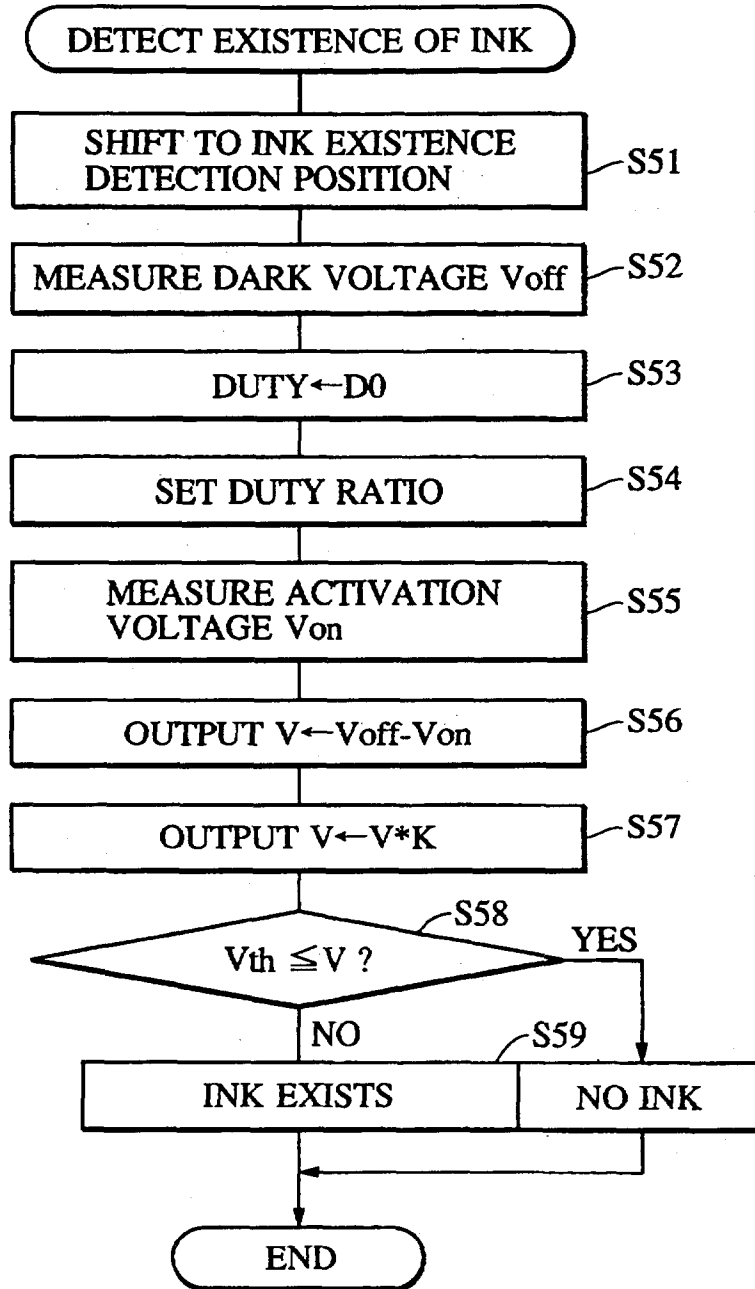 DETECT EXISTENCE OF INK
SHIFT TO INK EXISTENCE
DETECTION POSITION
S51
MEASURE DARK VOLTAGE Voff
S52
DUTY←D0
S53
SET DUTY RATIO
S54
MEASURE ACTIVATION
VOLTAGE Von
S55
OUTPUT V←Voff-Von
S56
OUTPUT V←V*K
S57
S58
Vth ≦V ?
YES
NO
S59
INK EXISTS
NO INK
END